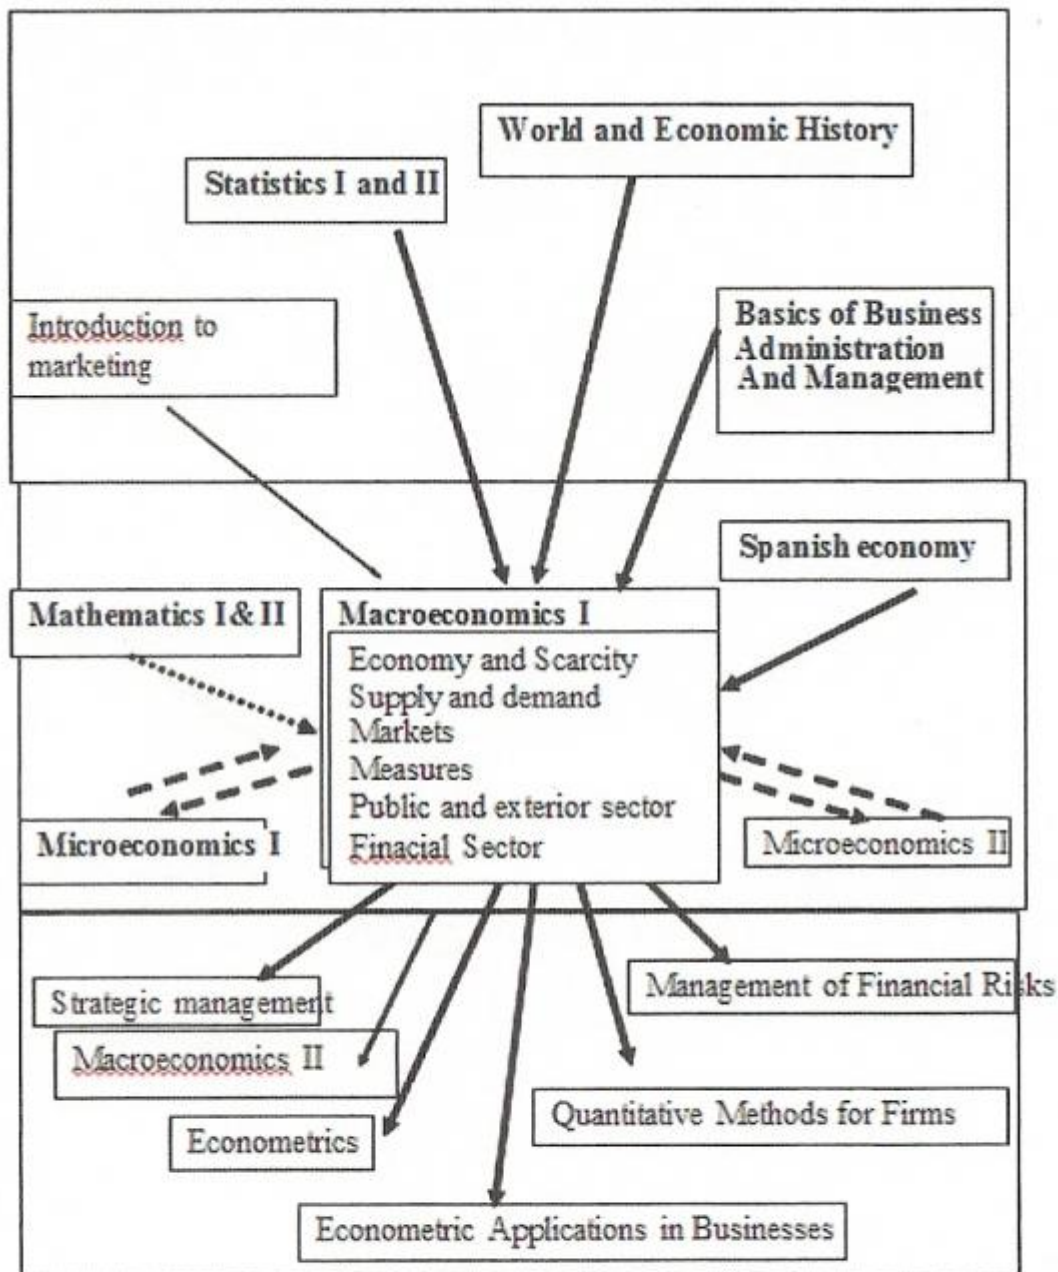 World and Economic History
Statistics I and II
Introduction to
marketing
Basics of Business
Administration
And Management
Spanish economy
Mathematics I & II
Macroeconomics I
Economy and Scarcity
Supply and demand
Markets
Measures
Public and exterior sector
Finacial Sector
Microeconomics I
Microeconomics II
Strategic management
Management of Financial Risks
Macroeconomics II
Quantitative Methods for Firms
Econometrics
Econometric Applications in Businesses